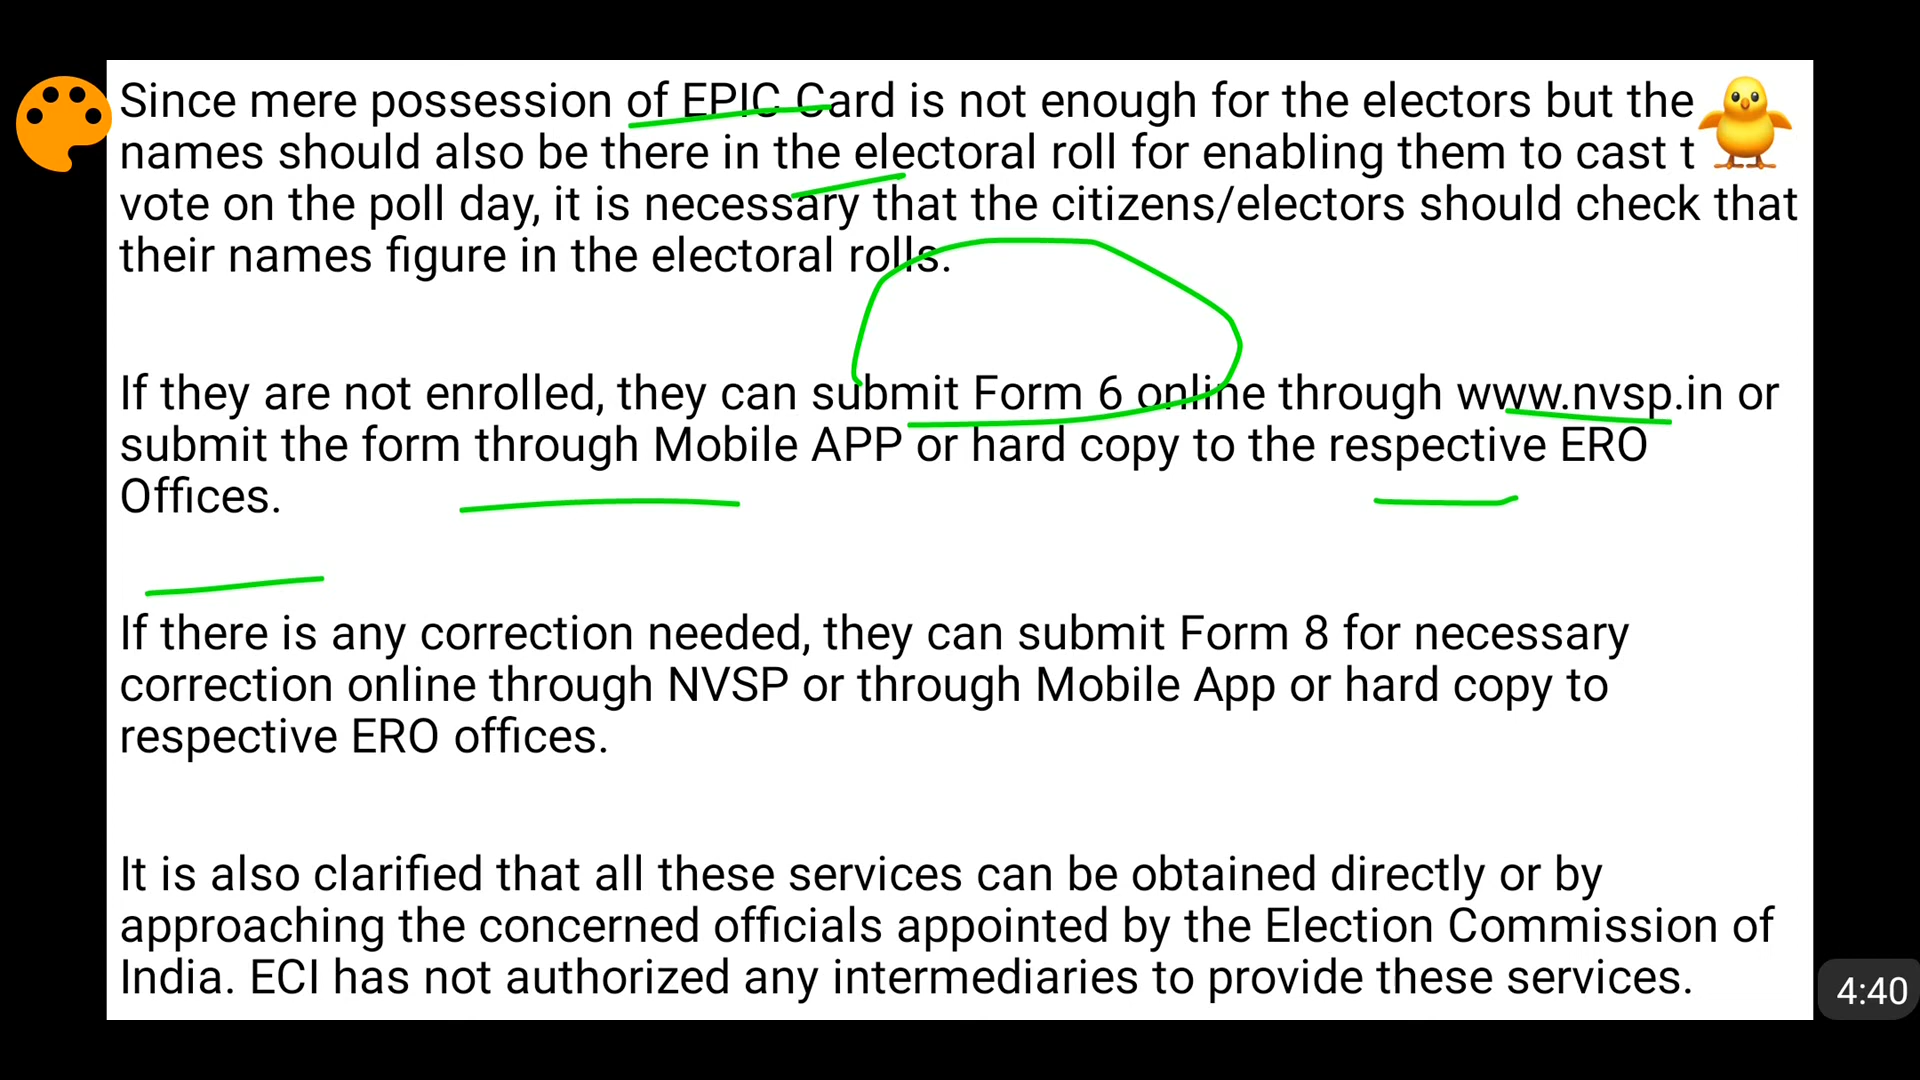 Since mere possession of EPIC Card is not enough for the electors but the
names should also be there in the electoral roll for enabling them to cast t
vote on the poll day, it is necessary that the citizens/electors should check that
their names figure in the electoral rolls.
If they are not enrolled, they can submit Form 6 online through www.nvsp.in or
submit the form through Mobile APP or hard copy to the respective ERO
Offices.
If there is any correction needed, they can submit Form 8 for necessary
correction online through NVSP or through Mobile App or hard copy to
respective ERO offices.
It is also clarified that all these services can be obtained directly or by
approaching the concerned officials appointed by the Election Commission of
India. ECI has not authorized any intermediaries to provide these services.
4:40